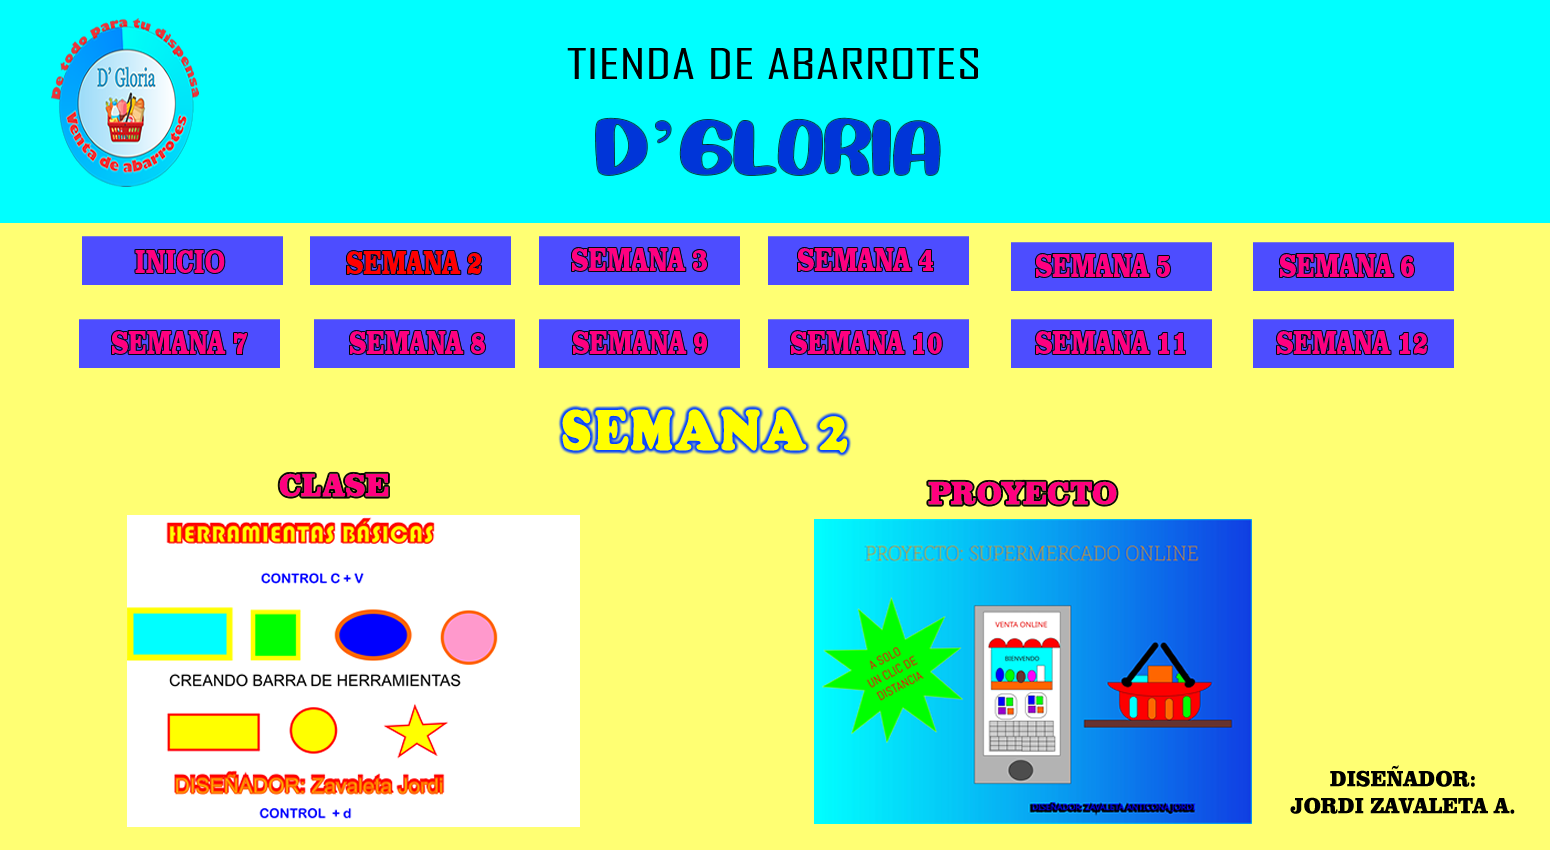 De todo para tu dispensa
D' Gloria
Venta de abarrotes
TIENDA DE ABARROTES
D'GLORIA
INICIO
SEMANA 2
SEMANA 3
SEMANA 4
SEMANA 5
SEMANA 6
SEMANA 7
SEMANA 8
SEMANA 9
SEMANA 10
SEMANA 11
SEMANA 12
SEMANA 2
CLASE
HERRAMIENTAS BÁSICAS
CONTROL C + V
CREANDO BARRA DE HERRAMIENTAS
DISEÑADOR: Zavaleta Jordi
CONTROL + d
PROYECTO
PROYECTO: SUPERMERCADO ONLINE
A SOLO
UN CLIC DE
DISTANCIA
VENTA ONLINE
BIENVENDO
DISEÑADOR: ZAVALETA ANTICONA JORDI
DISEÑADOR:
JORDI ZAVALETA A.